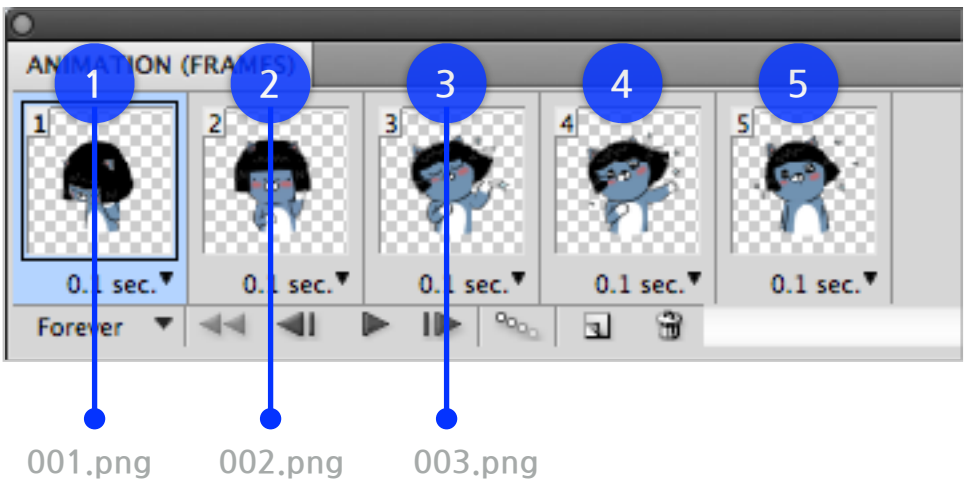 ANIMATION (FRAMES)
1 2 3 4 5
1 2 3 4 5
0.1 sec. 0.1 sec. 0.1 sec. 0.1 sec. 0.1 sec.
Forever
001.png 002.png 003.png